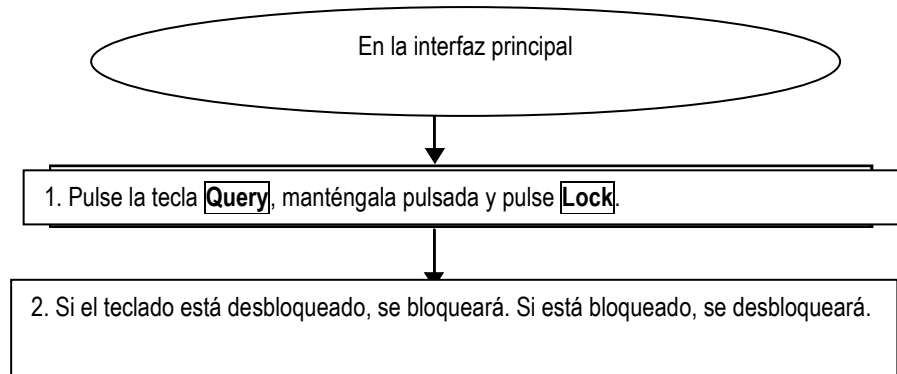 En la interfaz principal
1. Pulse la tecla Query, manténgala pulsada y pulse Lock.
2. Si el teclado está desbloqueado, se bloqueará. Si está bloqueado, se desbloqueará.